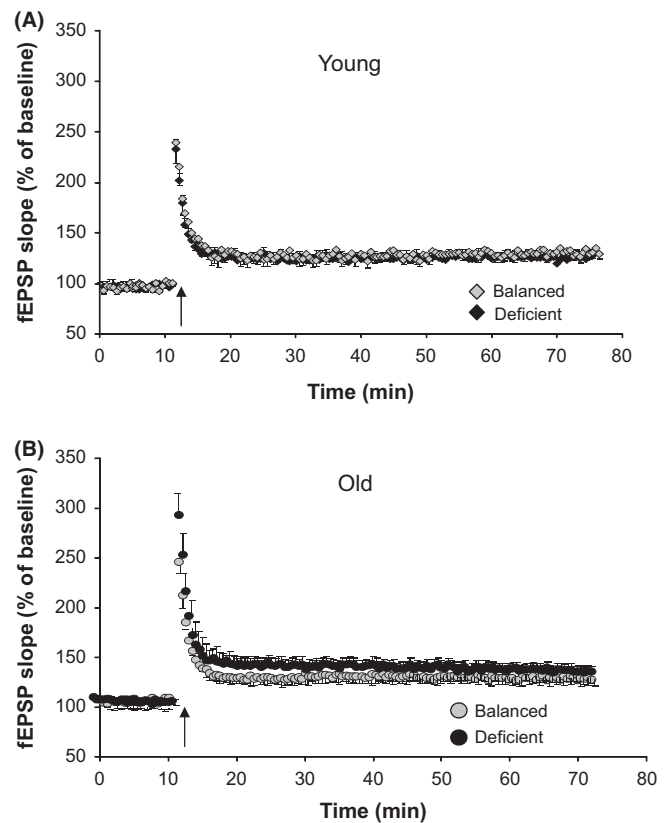 (A)
350
300
250
200
150
100
50
fEPSP slope (% of baseline)
Young
Balanced
Deficient
0 10 20 30 40 50 60 70 80
Time (min)
(B)
350
300
250
200
150
100
50
fEPSP slope (% of baseline)
Old
Balanced
Deficient
0 10 20 30 40 50 60 70 80
Time (min)